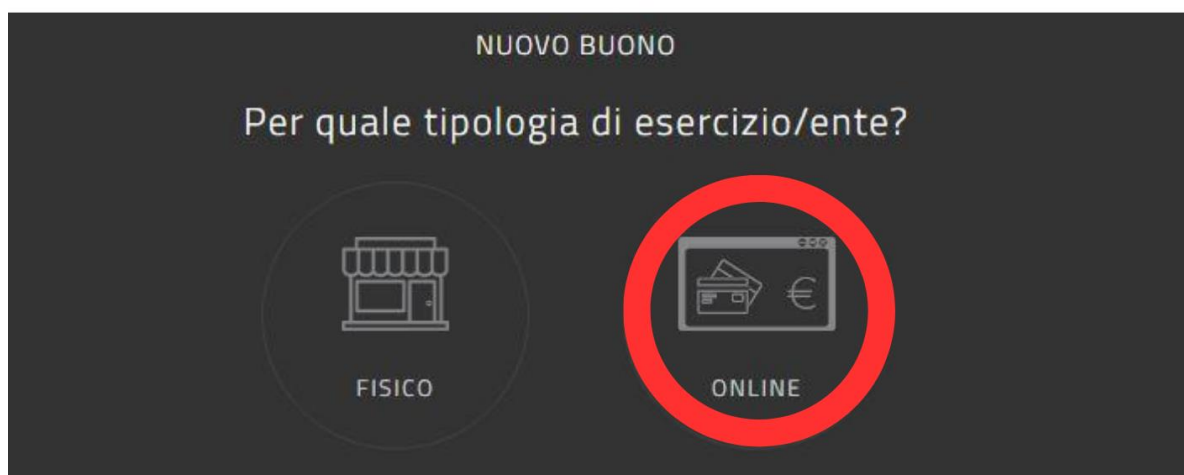 NUOVO BUONO
Per quale tipologia di esercizio/ente?
€
FISICO
ONLINE